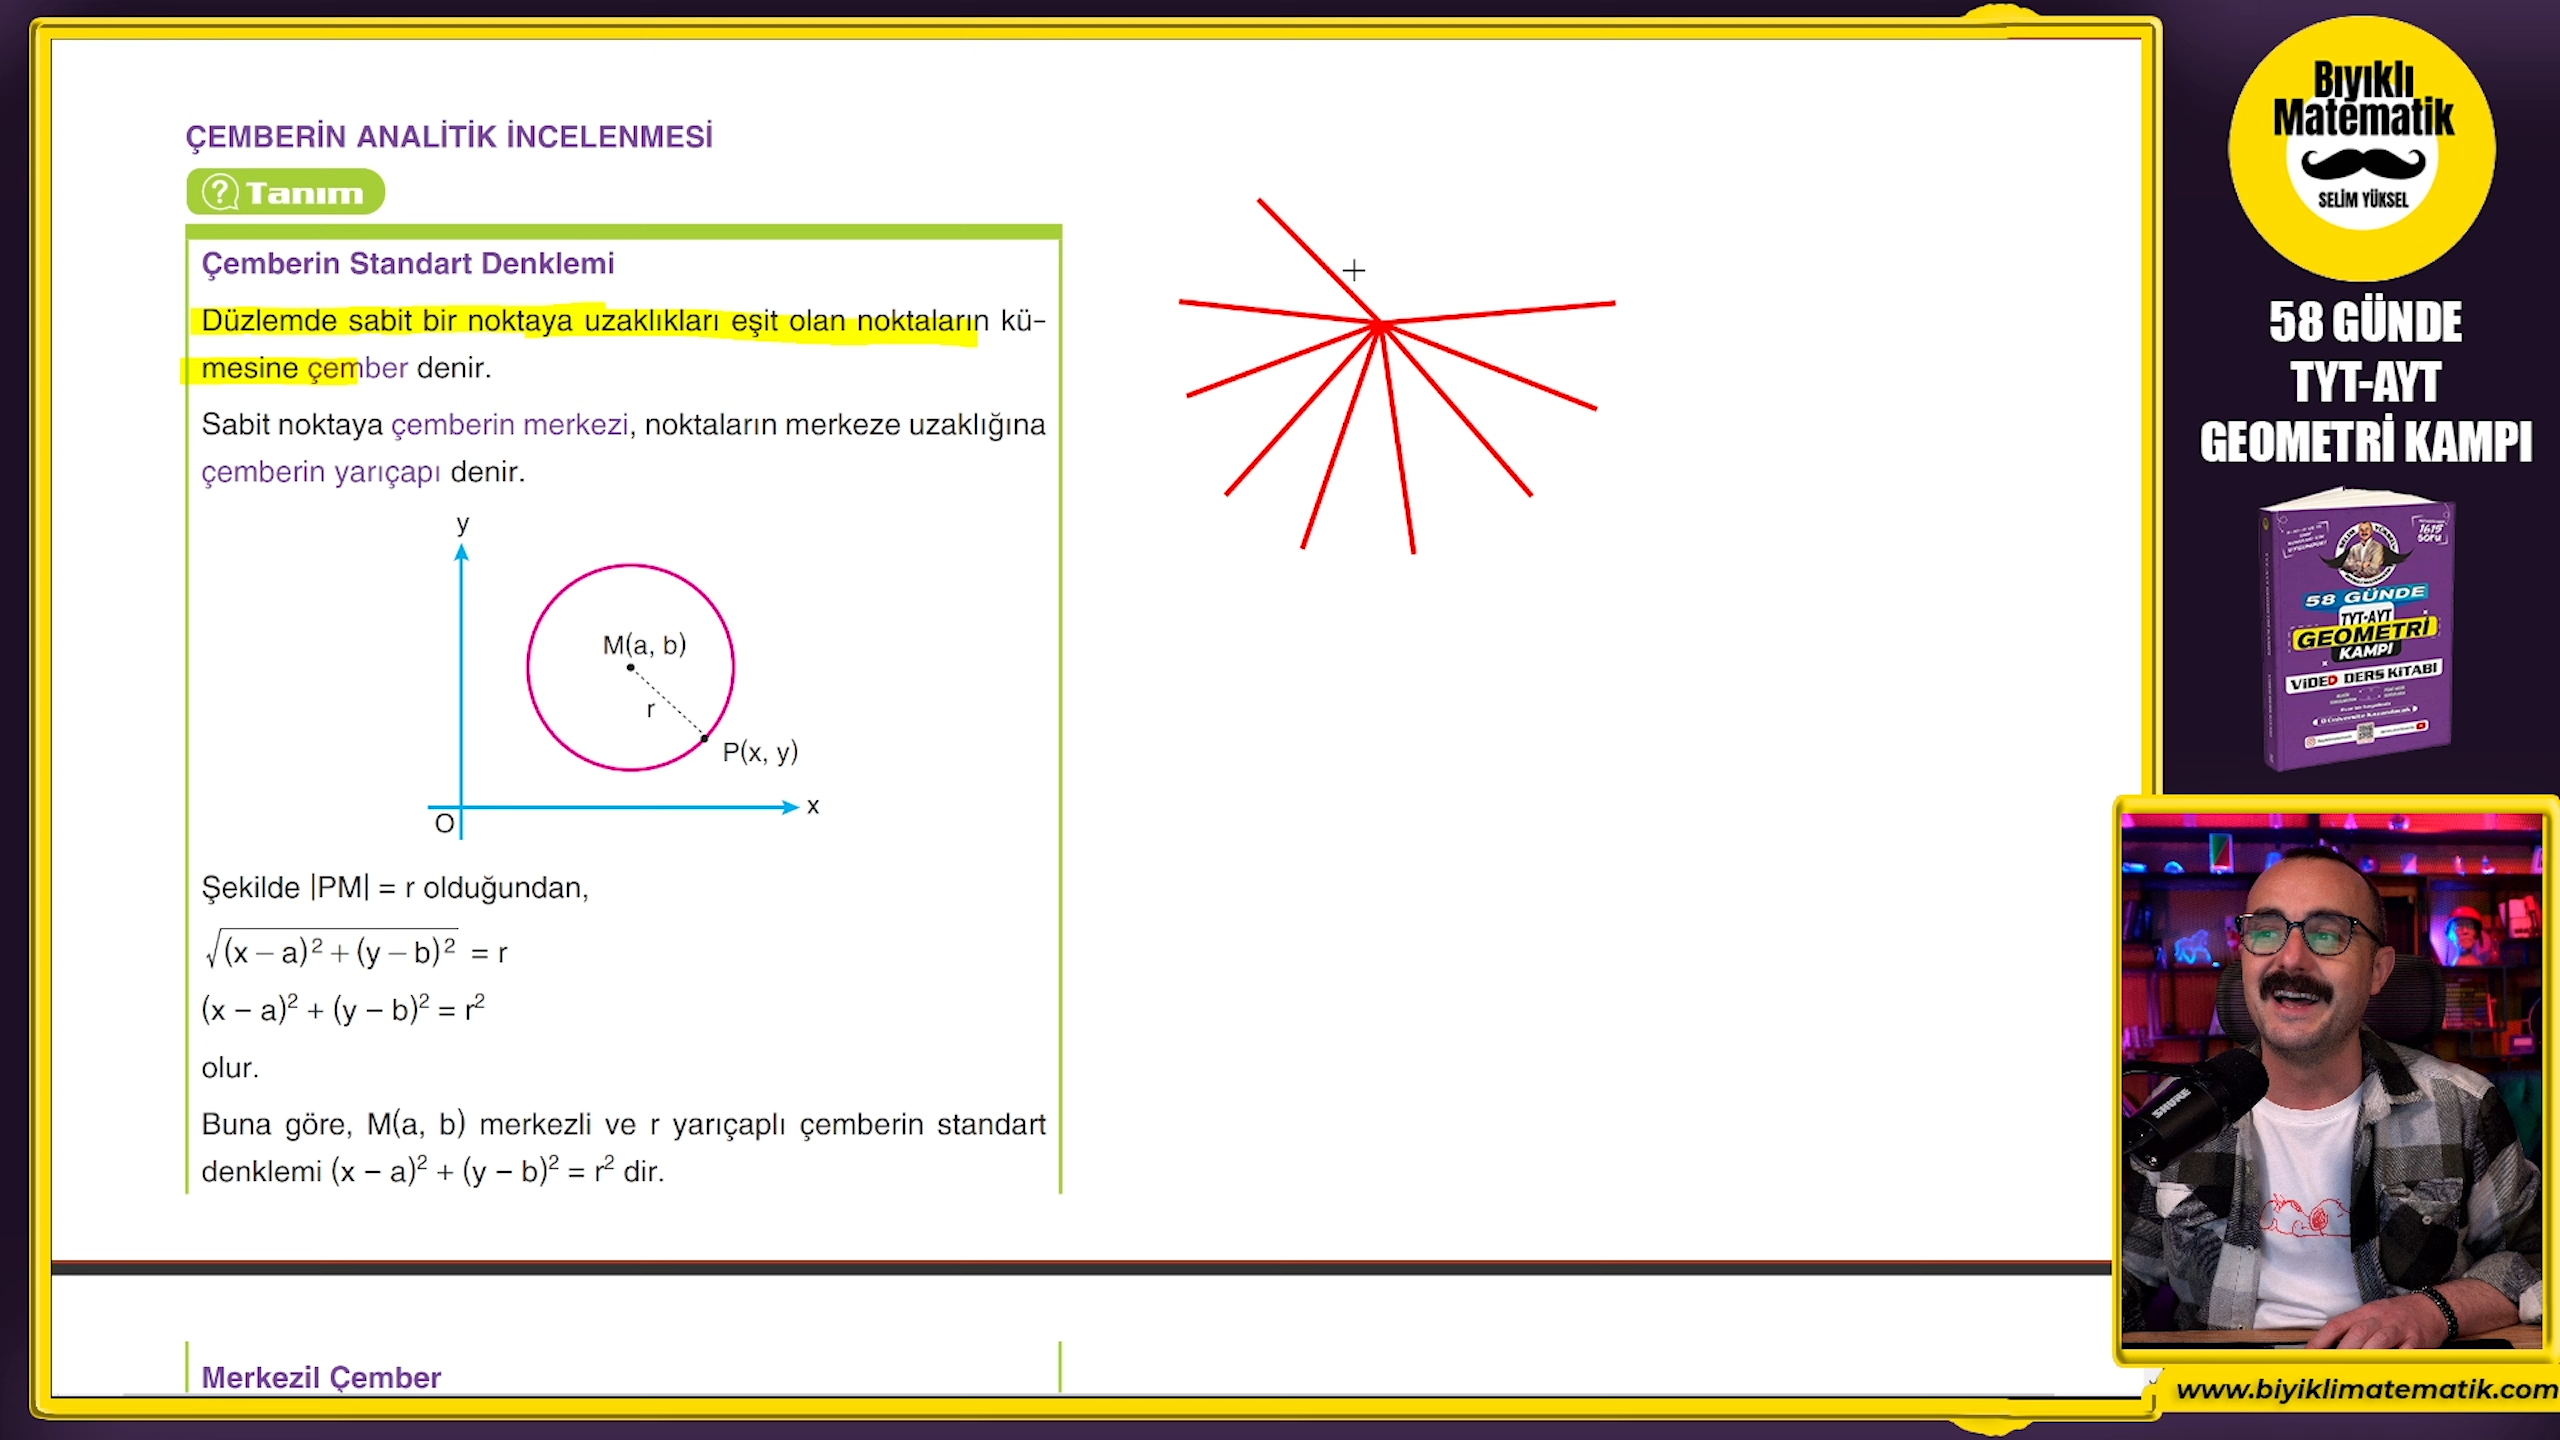 ÇEMBERİN ANALİTİK İNCELENMESİ
? Tanım
Çemberin Standart Denklemi
Düzlemde sabit bir noktaya uzaklıkları eşit olan noktaların kü-
mesine çember denir.
Sabit noktaya çemberin merkezi, noktaların merkeze uzaklığına
çemberin yarıçapı denir.
y
M(a, b)
r
P(x, y)
x
O
Şekilde |PM| = r olduğundan,
√(x – a)² + (y – b)² = r
(x – a)² + (y – b)² = r²
olur.
Buna göre, M(a, b) merkezli ve r yarıçaplı çemberin standart
denklemi (x – a)² + (y – b)² = r² dir.
Merkezil Çember
Bıyıklı
Matematik
SELİM YÜKSEL
58 GÜNDE
TYT-AYT
GEOMETRİ KAMPI
1615
SORU
58 GÜNDE
TYT-AYT
GEOMETRİ
KAMPI
VİDEO DERS KİTABI
SHURE
www.biyiklimatematik.com